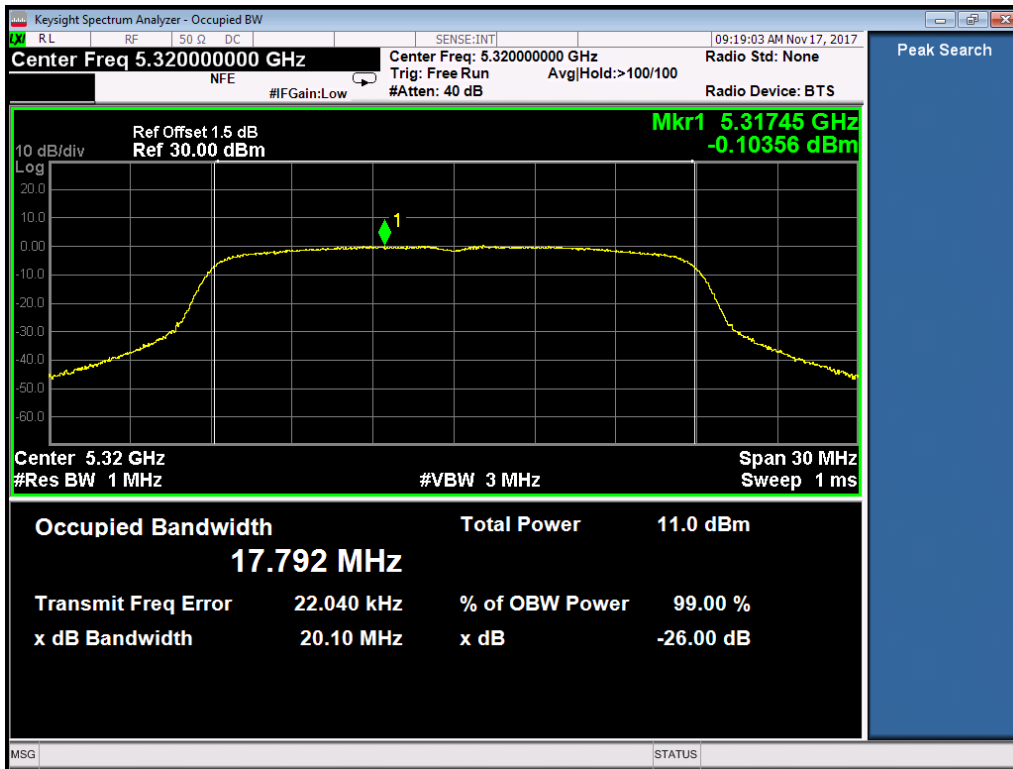 Keysight Spectrum Analyzer - Occupied BW
LXI RL RF 50 Ω DC SENSE:INT 09:19:03 AM Nov 17, 2017
Center Freq 5.320000000 GHz
NFE
#IFGain:Low
Center Freq: 5.320000000 GHz
Trig: Free Run Avg|Hold:>100/100
#Atten: 40 dB
Radio Std: None
Radio Device: BTS
Peak Search
Mkr1 5.31745 GHz
-0.10356 dBm
Ref Offset 1.5 dB
10 dB/div Ref 30.00 dBm
Log
20.0
10.0
1
0.00
-10.0
-20.0
-30.0
-40.0
-50.0
-60.0
Center 5.32 GHz Span 30 MHz
#Res BW 1 MHz #VBW 3 MHz Sweep 1 ms
Occupied Bandwidth Total Power 11.0 dBm
17.792 MHz
Transmit Freq Error 22.040 kHz % of OBW Power 99.00 %
x dB Bandwidth 20.10 MHz x dB -26.00 dB
MSG STATUS